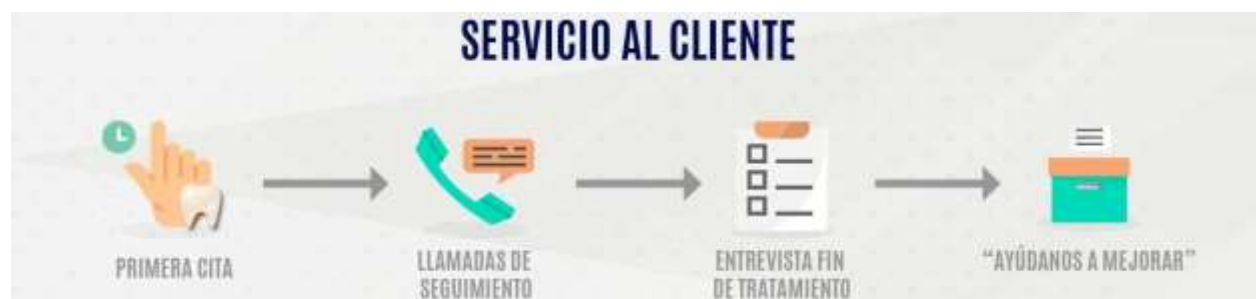 SERVICIO AL CLIENTE
PRIMERA CITA
LLAMADAS DE
SEGUIMIENTO
ENTREVISTA FIN
DE TRATAMIENTO
“AYÚDANOS A MEJORAR”